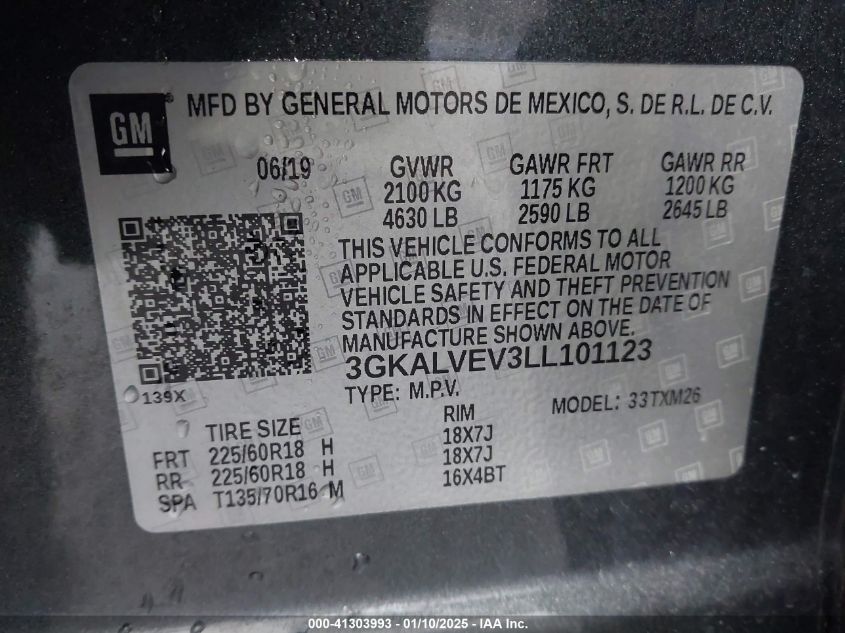 GM
MFD BY GENERAL MOTORS DE MEXICO, S. DE R.L. DE C.V.
06/19 GVWR GAWR FRT GAWR RR
2100 KG 1175 KG 1200 KG
4630 LB 2590 LB 2645 LB
THIS VEHICLE CONFORMS TO ALL
APPLICABLE U.S. FEDERAL MOTOR
VEHICLE SAFETY AND THEFT PREVENTION
STANDARDS IN EFFECT ON THE DATE OF
MANUFACTURE SHOWN ABOVE.
3GKALVEV3LL101123
139X
TYPE: M.P.V. MODEL: 33TXM26
TIRE SIZE RIM
FRT 225/60R18 H 18X7J
RR 225/60R18 H 18X7J
SPA T135/70R16 M 16X4BT
000-41303993 - 01/10/2025 - IAA Inc.